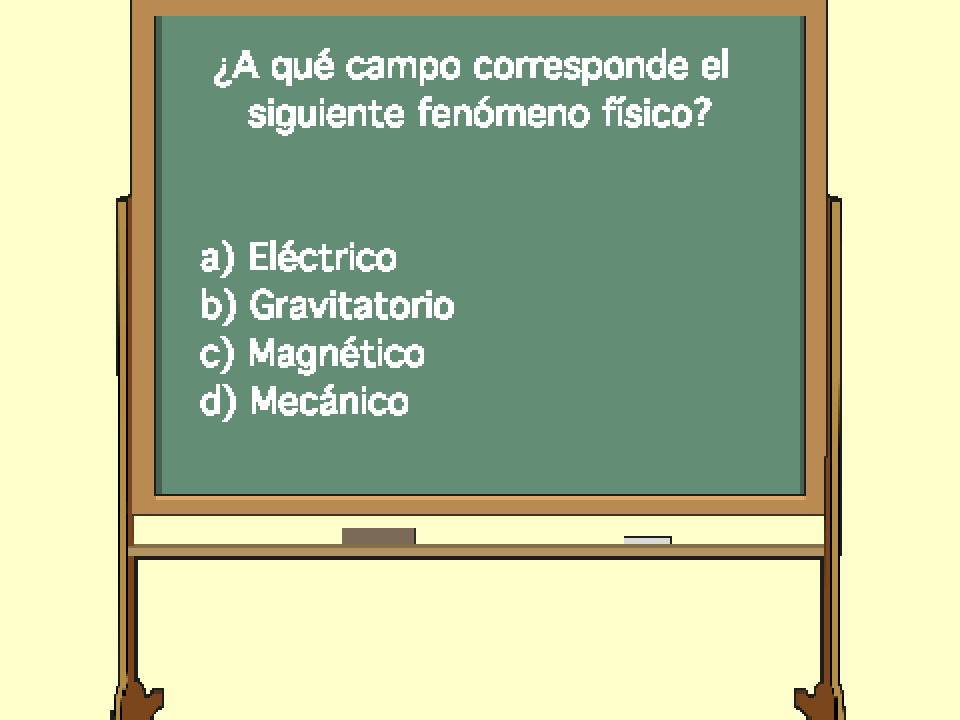 ¿A qué campo corresponde el
siguiente fenómeno físico?
a) Eléctrico
b) Gravitatorio
c) Magnético
d) Mecánico